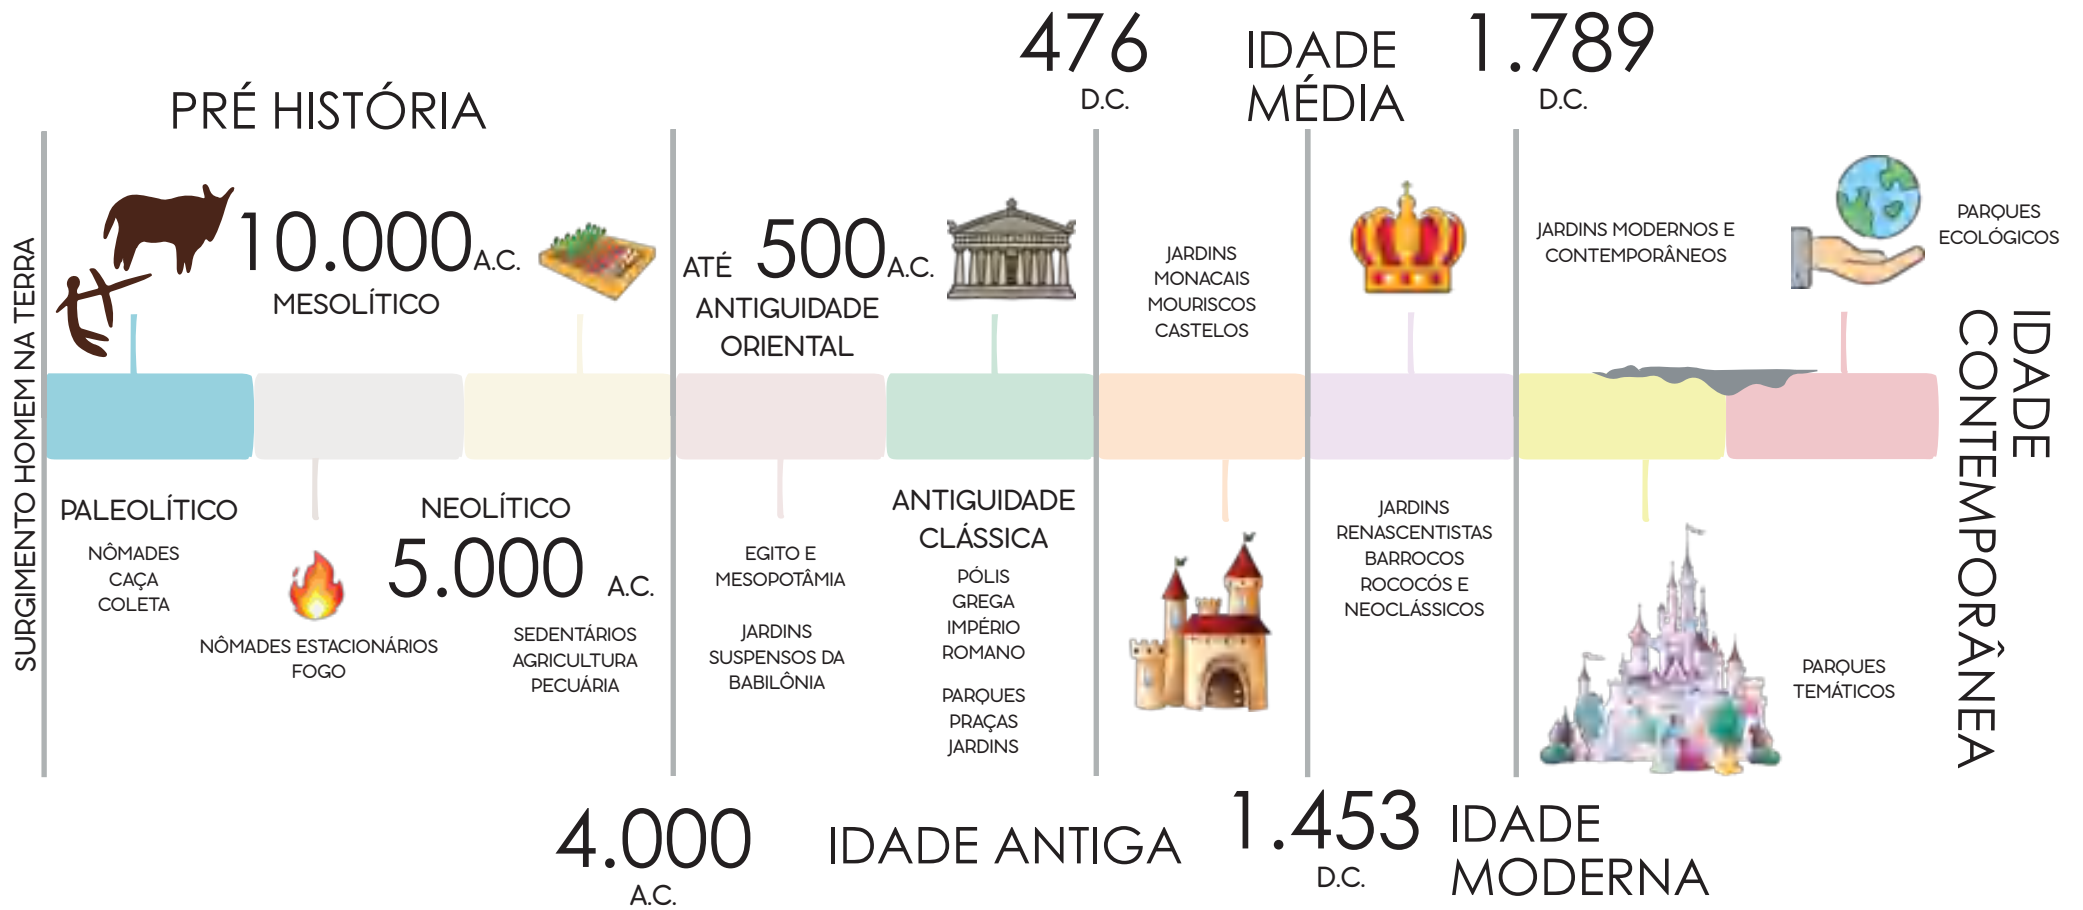 476
D.C.
IDADE
MÉDIA
1.789
D.C.
PRÉ HISTÓRIA
SURGIMENTO HOMEM NA TERRA
10.000 A.C.
MESOLÍTICO
ATÉ 500 A.C.
ANTIGUIDADE
ORIENTAL
JARDINS
MONACAIS
MOURISCOS
CASTELOS
JARDINS MODERNOS E
CONTEMPORÂNEOS
PARQUES
ECOLÓGICOS
IDADE
CONTEMPORÂNEA
PALEOLÍTICO
NÔMADES
CAÇA
COLETA
NÔMADES ESTACIONÁRIOS
FOGO
NEOLÍTICO
5.000 A.C.
SEDENTÁRIOS
AGRICULTURA
PECUÁRIA
EGITO E
MESOPOTÂMIA
JARDINS
SUSPENSOS DA
BABILÔNIA
ANTIGUIDADE
CLÁSSICA
PÓLIS
GREGA
IMPÉRIO
ROMANO
PARQUES
PRAÇAS
JARDINS
JARDINS
RENASCENTISTAS
BARROCOS
ROCOCÓS E
NEOCLÁSSICOS
PARQUES
TEMÁTICOS
4.000
A.C.
IDADE ANTIGA
1.453
D.C.
IDADE
MODERNA